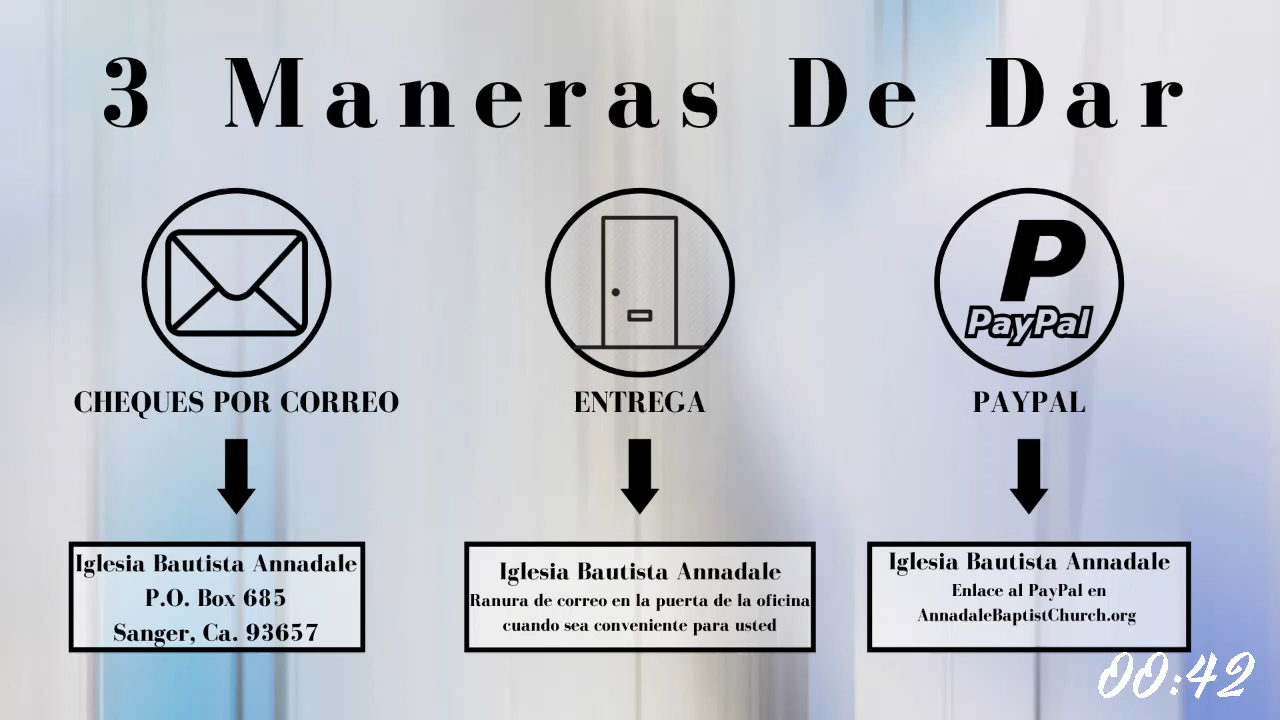 3 Maneras De Dar
P
PayPal
CHEQUES POR CORREO
ENTREGA
PAYPAL
Iglesia Bautista Annadale
P.O. Box 685
Sanger, Ca. 93657
Iglesia Bautista Annadale
Ranura de correo en la puerta de la oficina
cuando sea conveniente para usted
Iglesia Bautista Annadale
Enlace al PayPal en
AnnadaleBaptistChurch.org
00:42